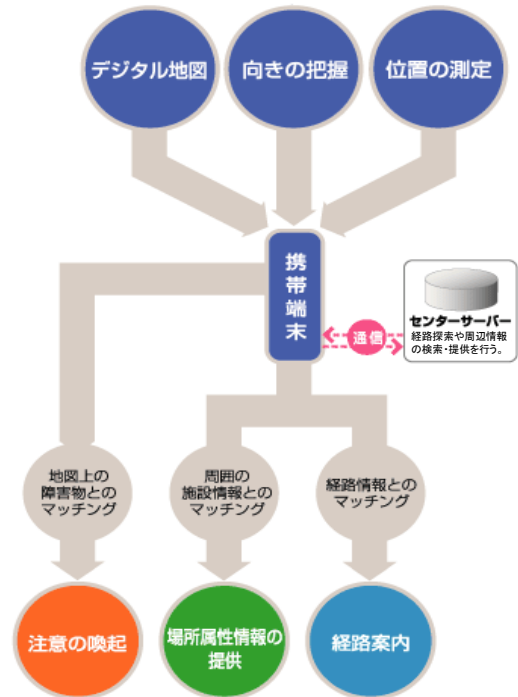 デジタル地図
向きの把握
位置の測定
携帯端末
通信
センターサーバー
経路探索や周辺情報
の検索・提供を行う。
地図上の
障害物との
マッチング
周囲の
施設情報との
マッチング
経路情報との
マッチング
注意の喚起
場所属性情報の
提供
経路案内